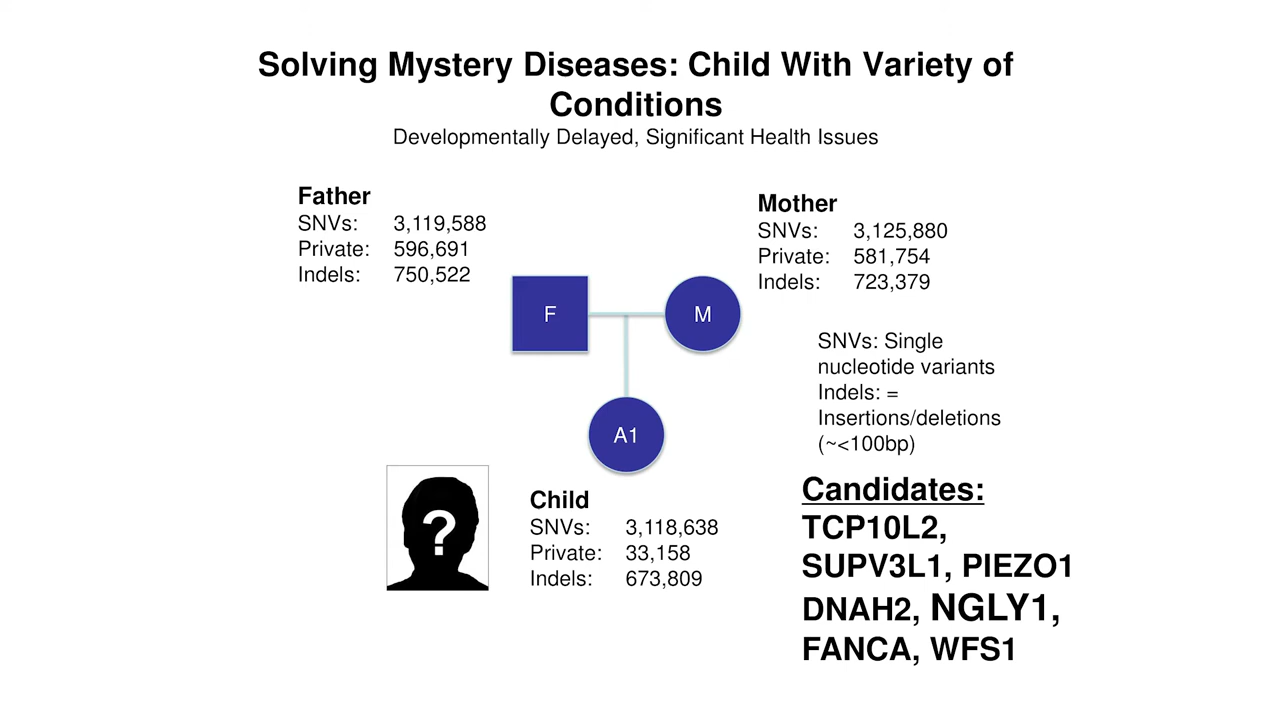 Solving Mystery Diseases: Child With Variety of
Conditions
Developmentally Delayed, Significant Health Issues
Father
SNVs: 3,119,588
Private: 596,691
Indels: 750,522
Mother
SNVs: 3,125,880
Private: 581,754
Indels: 723,379
F
M
SNVs: Single
nucleotide variants
Indels: =
Insertions/deletions
(~<100bp)
A1
?
Child
SNVs: 3,118,638
Private: 33,158
Indels: 673,809
Candidates:
TCP10L2,
SUPV3L1, PIEZO1
DNAH2, NGLY1,
FANCA, WFS1